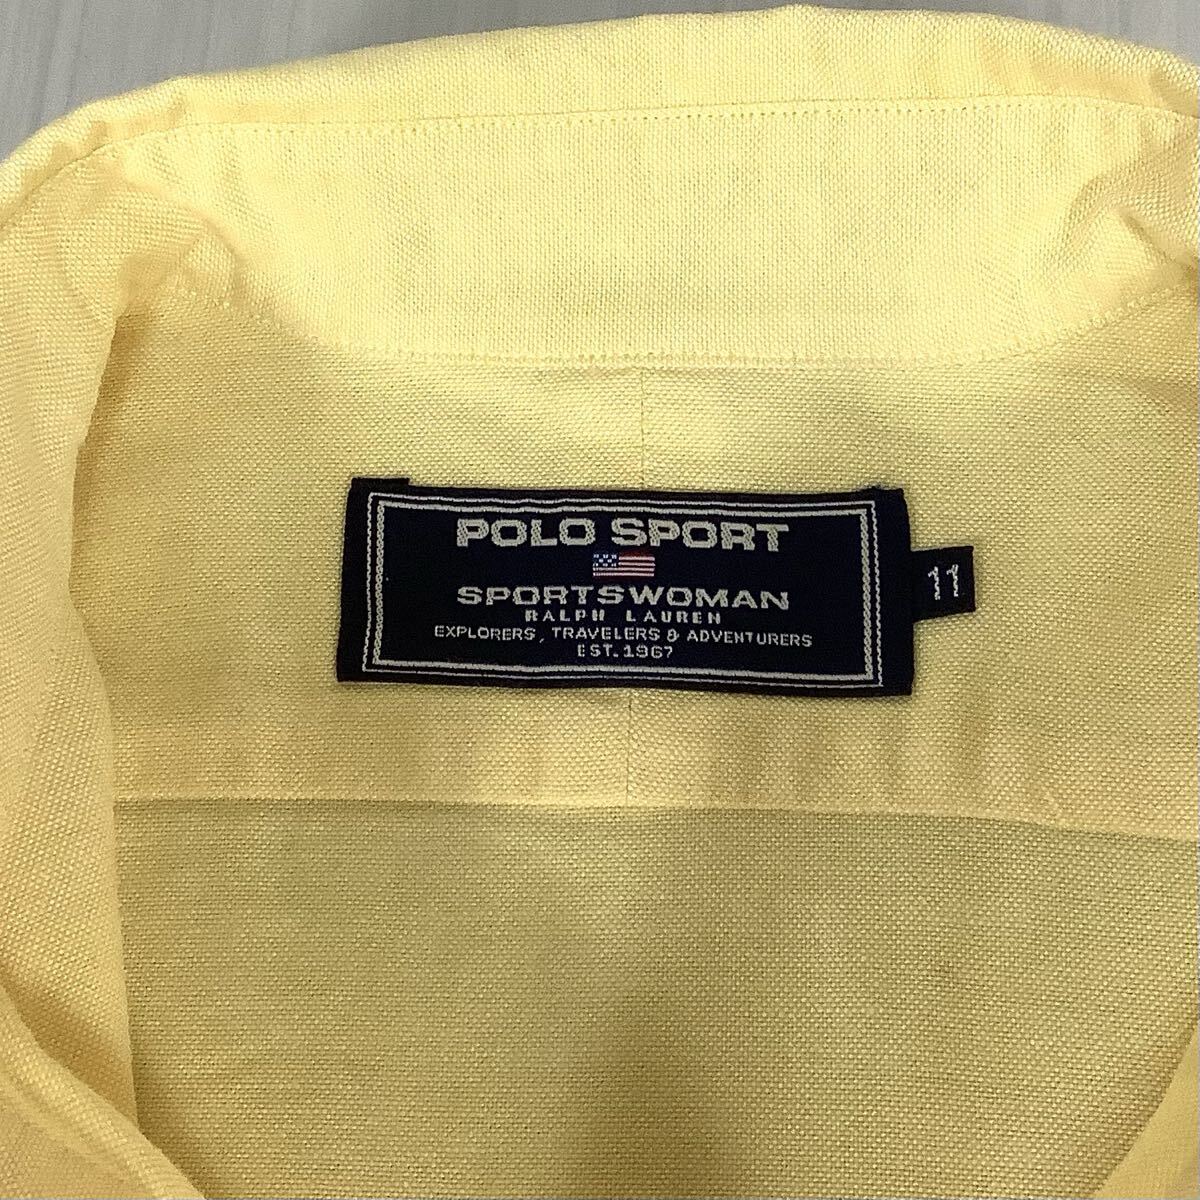 POLO SPORT
SPORTSWOMAN
RALPH LAUREN
EXPLORERS, TRAVELERS & ADVENTURERS
EST. 1967
11